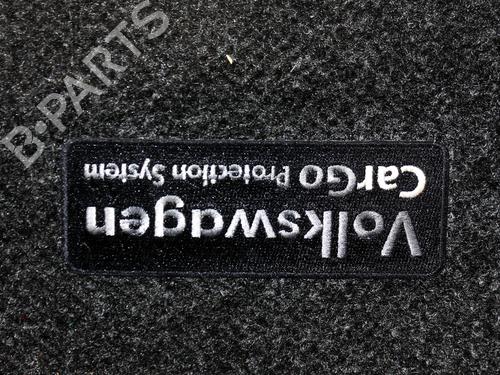 Volkswagen
CarGo Protection System
B-PARTS